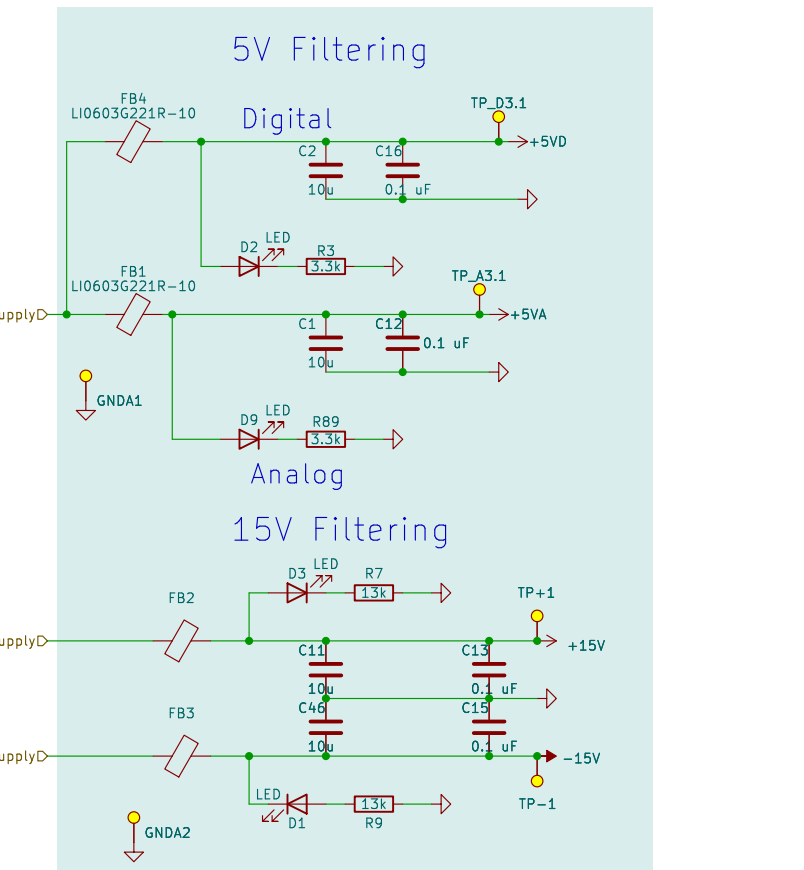 5V Filtering
FB4
LI0603G221R-10
Digital
TP_D3.1
C2
C16
+5VD
10u
0.1 uF
D2
LED
R3
3.3k
FB1
LI0603G221R-10
TP_A3.1
upply
+5VA
C1
C12
0.1 uF
10u
GNDA1
D9
LED
R89
3.3k
Analog
15V Filtering
D3
LED
R7
13k
FB2
TP+1
upply
+15V
C11
C13
10u
0.1 uF
C46
C15
FB3
10u
0.1 uF
upply
-15V
LED
13k
D1
R9
TP-1
GNDA2